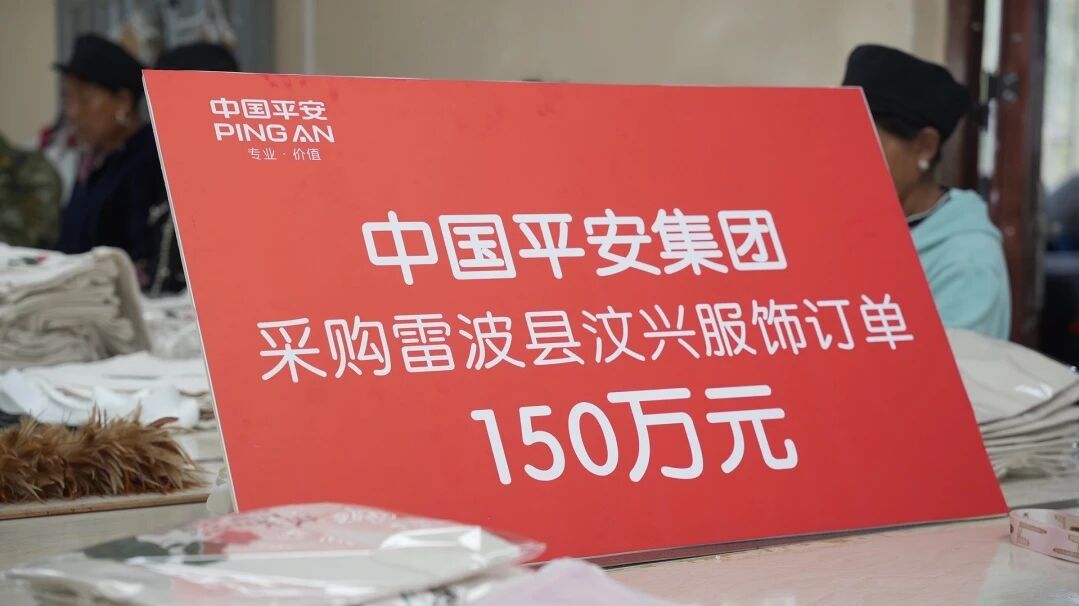 中国平安
PING AN
专业·价值
中国平安集团
采购雷波县汶兴服饰订单
150万元